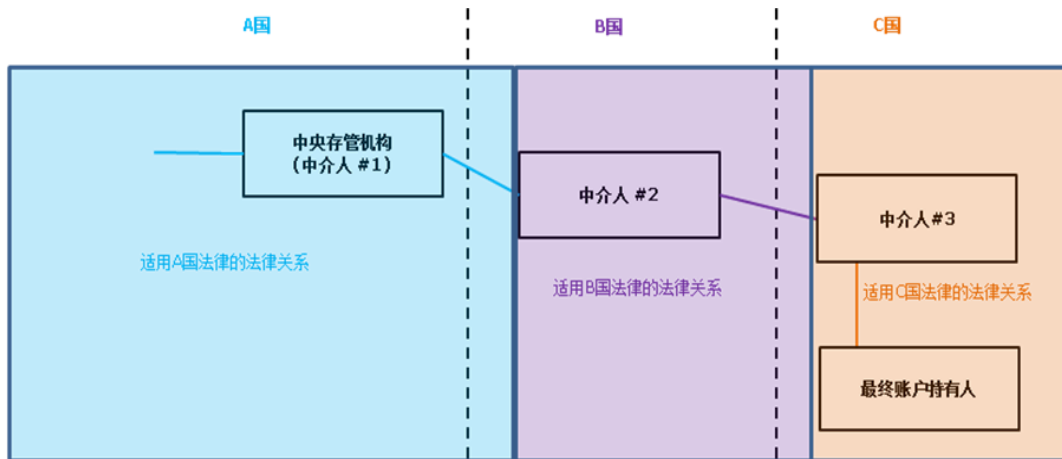 A国
B国
C国
中央存管机构
（中介人 #1）
中介人 #2
中介人#3
适用A国法律的法律关系
适用B国法律的法律关系
适用C国法律的法律关系
最终账户持有人